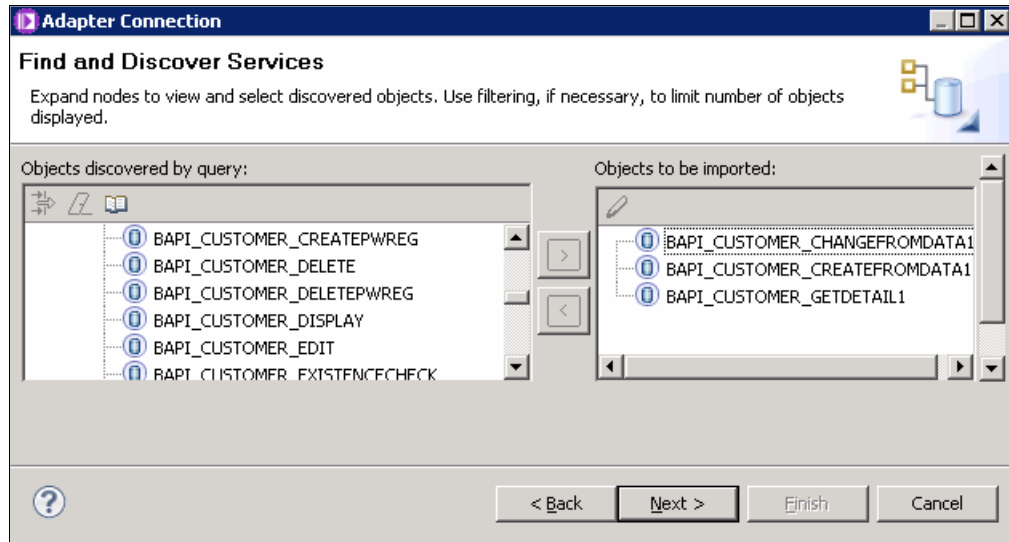 Adapter Connection
Find and Discover Services
Expand nodes to view and select discovered objects. Use filtering, if necessary, to limit number of objects
displayed.
Objects discovered by query:
BAPI_CUSTOMER_CREATEPWREG
BAPI_CUSTOMER_DELETE
BAPI_CUSTOMER_DELETEPWREG
BAPI_CUSTOMER_DISPLAY
BAPI_CUSTOMER_EDIT
BAPI_CUSTOMER_EXISTENCECHECK
>
<
Objects to be imported:
BAPI_CUSTOMER_CHANGEFROMDATA1
BAPI_CUSTOMER_CREATEFROMDATA1
BAPI_CUSTOMER_GETDETAIL1
?
< Back
Next >
Finish
Cancel